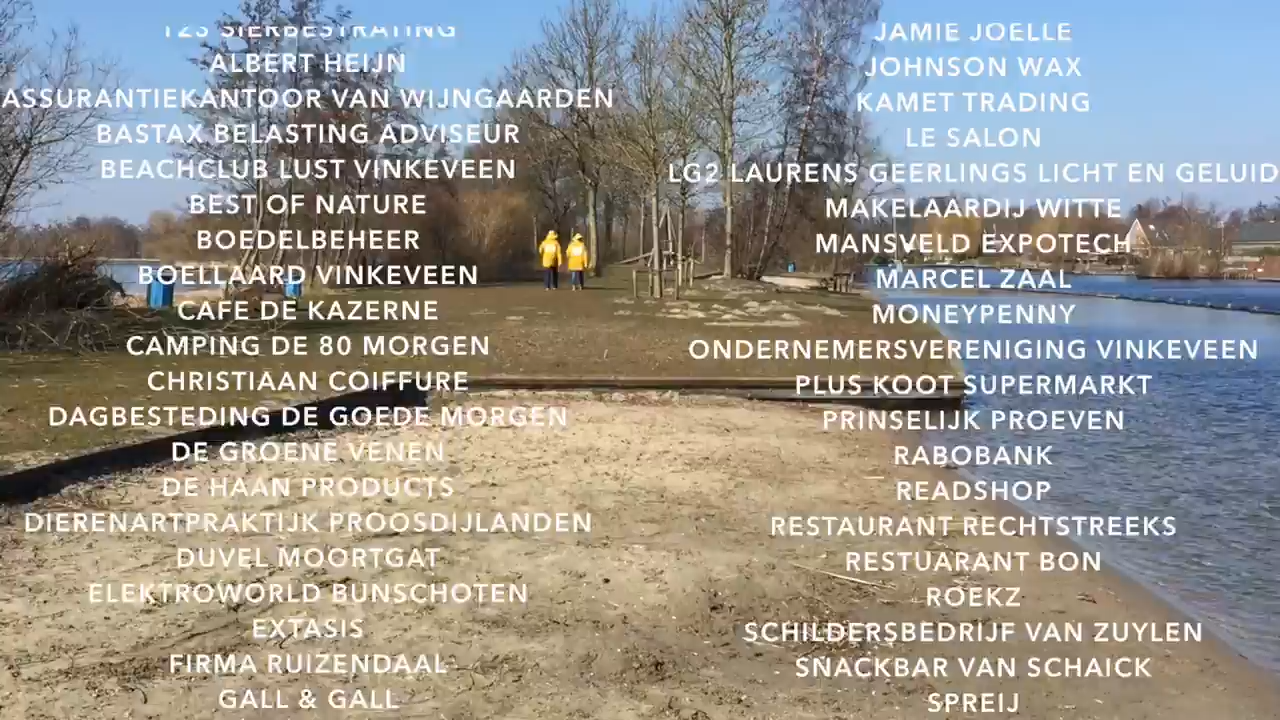 123 SIERBESTRATING
ALBERT HEIJN
ASSURANTIEKANTOOR VAN WIJNGAARDEN
BASTAX BELASTING ADVISEUR
BEACHCLUB LUST VINKEVEEN
BEST OF NATURE
BOEDELBEHEER
BOELLAARD VINKEVEEN
CAFE DE KAZERNE
CAMPING DE 80 MORGEN
CHRISTIAAN COIFFURE
DAGBESTEDING DE GOEDE MORGEN
DE GROENE VENEN
DE HAAN PRODUCTS
DIERENARTPRAKTIJK PROOSDIJLANDEN
DUVEL MOORTGAT
ELEKTROWORLD BUNSCHOTEN
EXTASIS
FIRMA RUIZENDAAL
GALL & GALL
JAMIE JOELLE
JOHNSON WAX
KAMET TRADING
LE SALON
LG2 LAURENS GEERLINGS LICHT EN GELUID
MAKELAARDIJ WITTE
MANSVELD EXPOTECH
MARCEL ZAAL
MONEYPENNY
ONDERNEMERSVERENIGING VINKEVEEN
PLUS KOOT SUPERMARKT
PRINSELIJK PROEVEN
RABOBANK
READSHOP
RESTAURANT RECHTSTREEKS
RESTUARANT BON
ROEKZ
SCHILDERSBEDRIJF VAN ZUYLEN
SNACKBAR VAN SCHAICK
SPREIJ